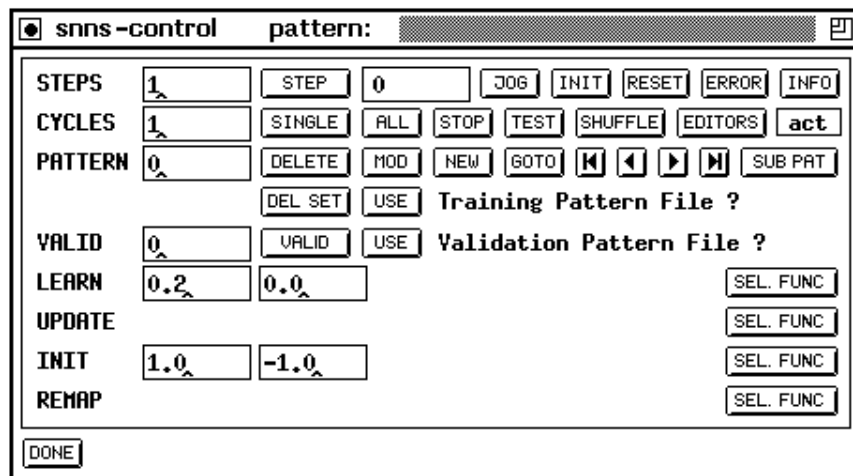 snns-control pattern:
STEPS 1 STEP 0 JOG INIT RESET ERROR INFO
CYCLES 1 SINGLE ALL STOP TEST SHUFFLE EDITORS act
PATTERN 0 DELETE MOD NEW GOTO SUB PAT
DEL SET USE Training Pattern File ?
VALID 0 VALID USE Validation Pattern File ?
LEARN 0.2 0.0 SEL. FUNC
UPDATE SEL. FUNC
INIT 1.0 -1.0 SEL. FUNC
REMAP SEL. FUNC
DONE